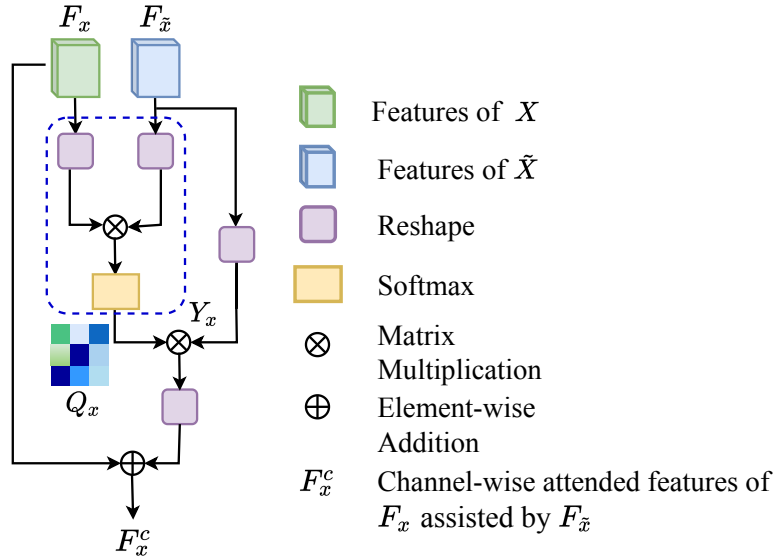 F_x F_x̃
Features of X
Features of X̃
Reshape
Softmax
Y_x
Matrix
Multiplication
Q_x
Element-wise
Addition
F_x^c Channel-wise attended features of
F_x assisted by F_x̃
F_x^c